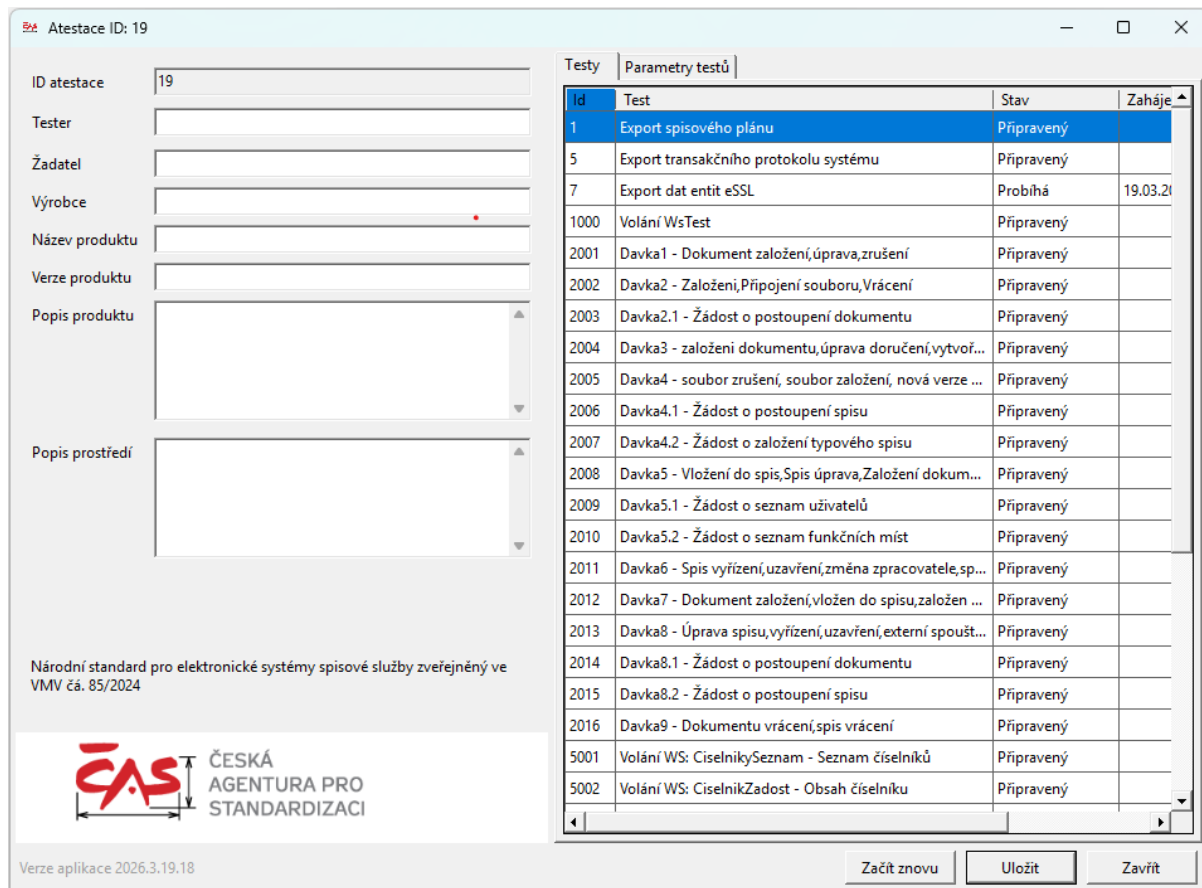 Atestace ID: 19
ID atestace 19
Tester
Žadatel
Výrobce
Název produktu
Verze produktu
Popis produktu
Popis prostředí
Národní standard pro elektronické systémy spisové služby zveřejněný ve
VMV čá. 85/2024
ČAS
ČESKÁ
AGENTURA PRO
STANDARDIZACI
Verze aplikace 2026.3.19.18
Testy Parametry testů
Id Test Stav Zaháje
1 Export spisového plánu Připravený
5 Export transakčního protokolu systému Připravený
7 Export dat entit eSSL Probíhá 19.03.20
1000 Volání WsTest Připravený
2001 Davka1 - Dokument založení,úprava,zrušení Připravený
2002 Davka2 - Založeni,Připojení souboru,Vrácení Připravený
2003 Davka2.1 - Žádost o postoupení dokumentu Připravený
2004 Davka3 - založeni dokumentu,úprava doručení,vytvoř... Připravený
2005 Davka4 - soubor zrušení, soubor založení, nová verze ... Připravený
2006 Davka4.1 - Žádost o postoupení spisu Připravený
2007 Davka4.2 - Žádost o založení typového spisu Připravený
2008 Davka5 - Vložení do spis,Spis úprava,Založení dokum... Připravený
2009 Davka5.1 - Žádost o seznam uživatelů Připravený
2010 Davka5.2 - Žádost o seznam funkčních míst Připravený
2011 Davka6 - Spis vyřízení,uzavření,změna zpracovatele,sp... Připravený
2012 Davka7 - Dokument založení,vložen do spisu,založen ... Připravený
2013 Davka8 - Úprava spisu,vyřízení,uzavření,externí spoušt... Připravený
2014 Davka8.1 - Žádost o postoupení dokumentu Připravený
2015 Davka8.2 - Žádost o postoupení spisu Připravený
2016 Davka9 - Dokumentu vrácení,spis vrácení Připravený
5001 Volání WS: CiselnikySeznam - Seznam číselníků Připravený
5002 Volání WS: CiselnikZadost - Obsah číselníku Připravený
Začít znovu Uložit Zavřít